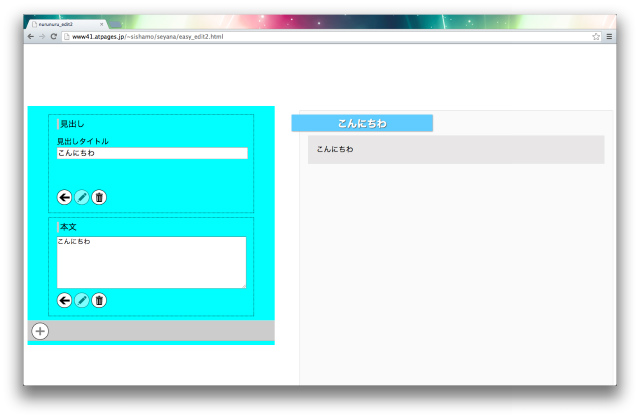 nurunuru_edit2
www41.atpages.jp/~sishamo/seyana/easy_edit2.html
見出し
見出しタイトル
こんにちわ
本文
こんにちわ
こんにちわ
こんにちわ